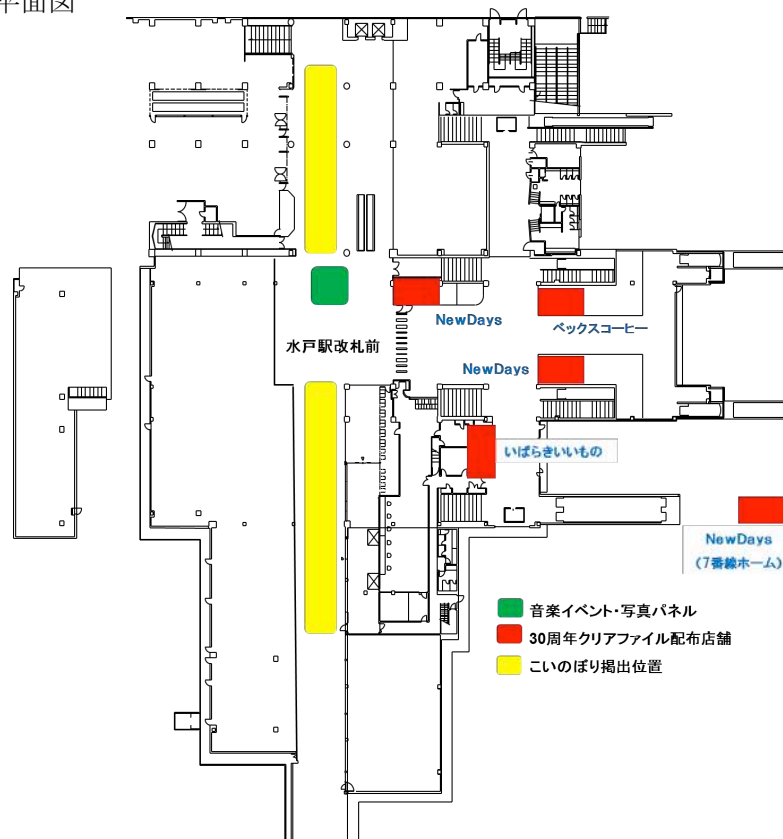 平面図
NewDays
ベックスコーヒー
水戸駅改札前
NewDays
いばらきいいもの
NewDays
(7番線ホーム)
音楽イベント・写真パネル
30周年クリアファイル配布店舗
こいのぼり掲出位置